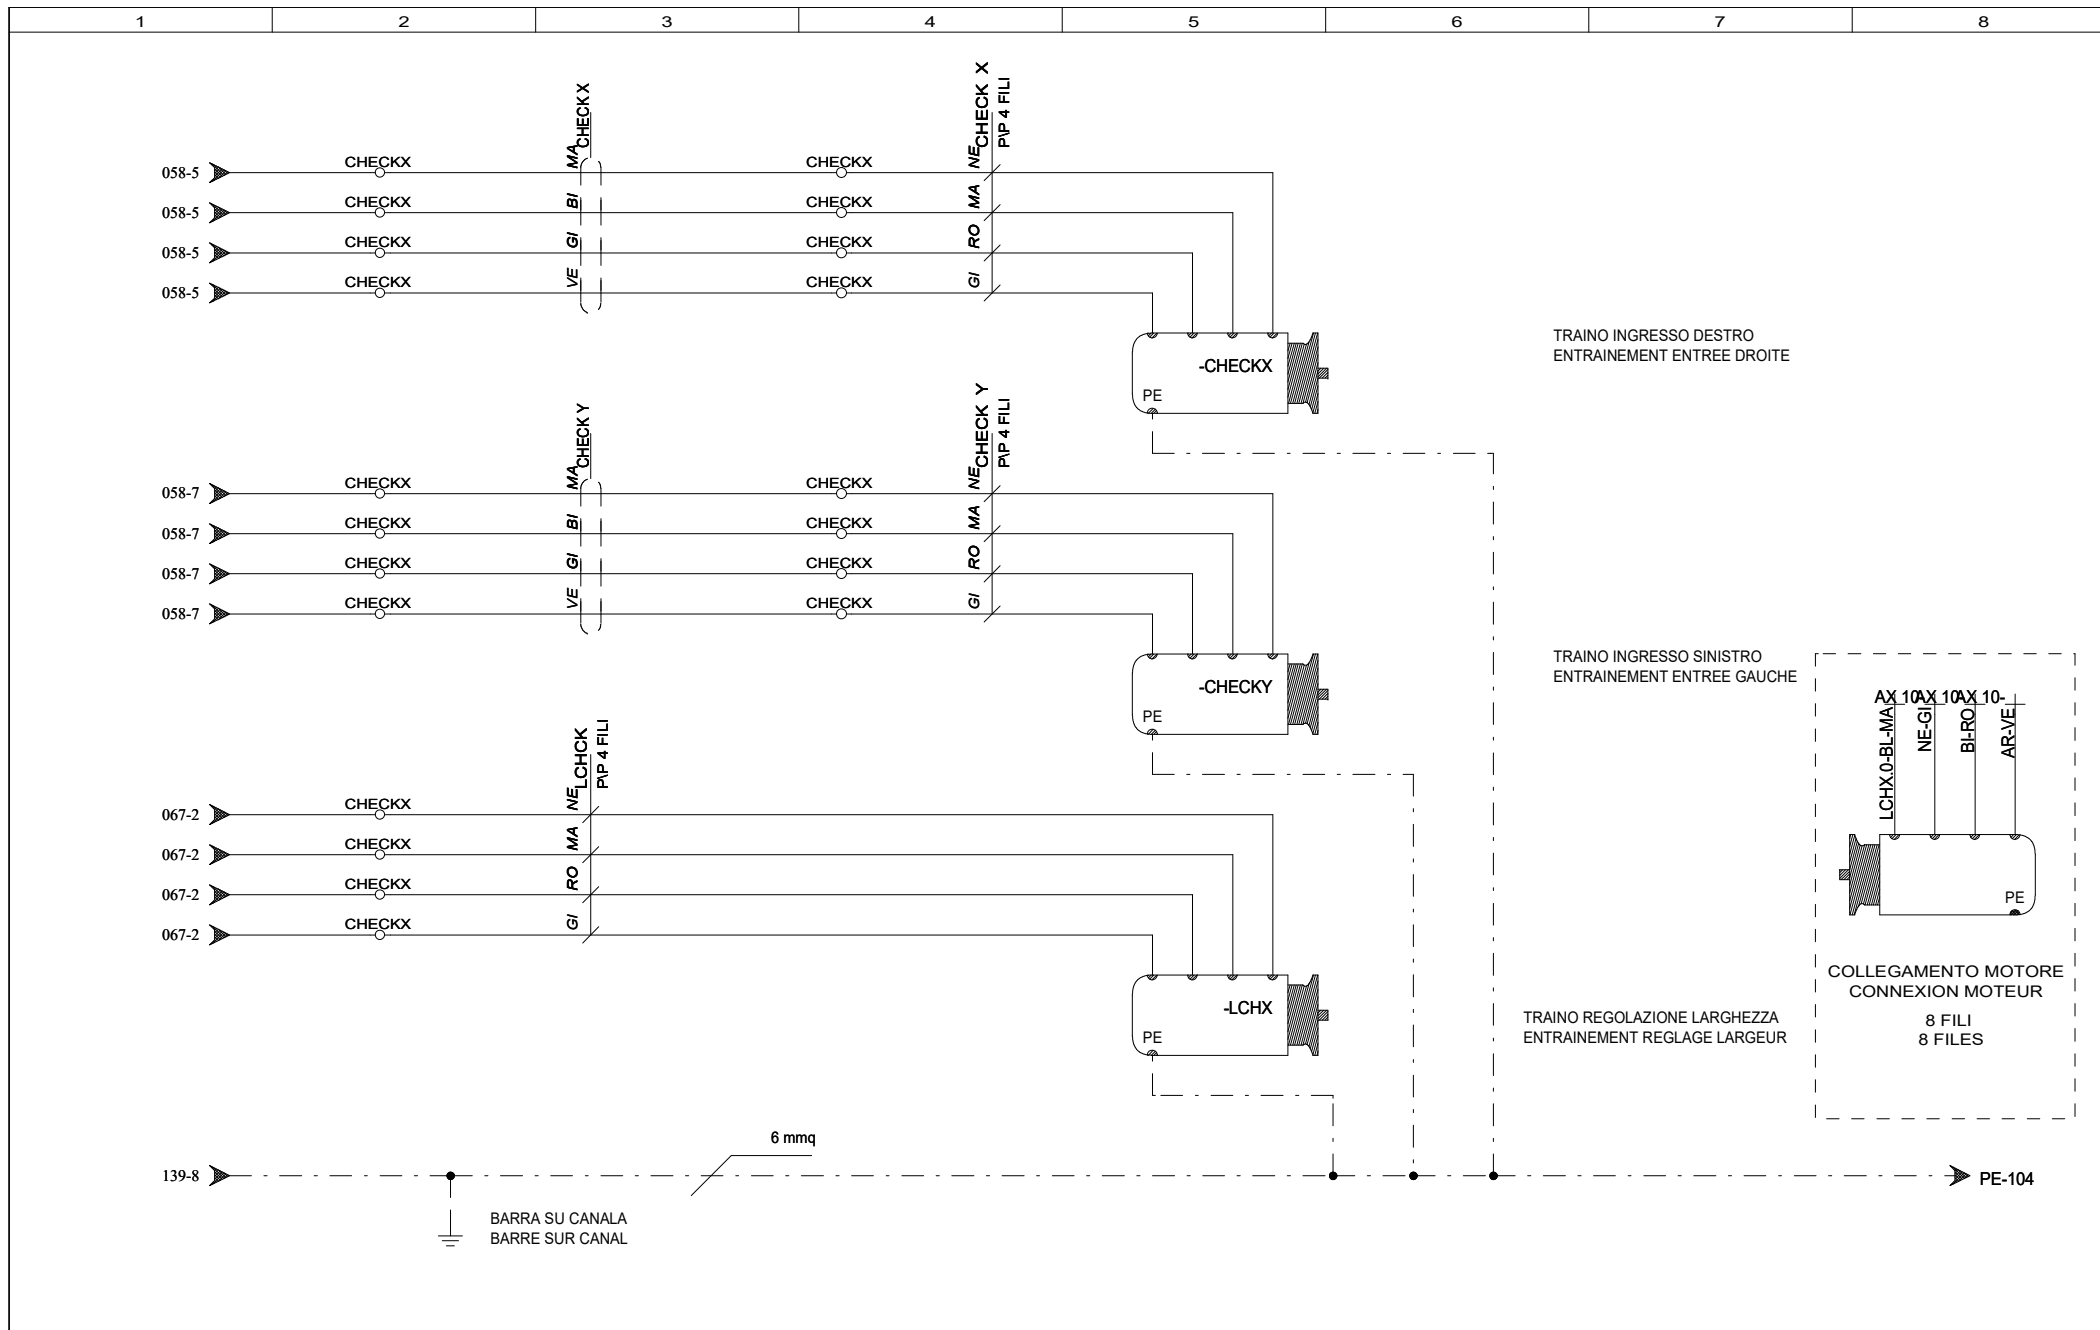 1 2 3 4 5 6 7 8
CHECK X
CHECK X
P\P 4 FILI
058-5 CHECKX MA CHECKX NE
058-5 CHECKX BI CHECKX MA
058-5 CHECKX GI CHECKX RO
058-5 CHECKX VE CHECKX GI
-CHECKX
PE
TRAINO INGRESSO DESTRO
ENTRAINEMENT ENTREE DROITE
CHECK Y
CHECK Y
P\P 4 FILI
058-7 CHECKX MA CHECKX NE
058-7 CHECKX BI CHECKX MA
058-7 CHECKX GI CHECKX RO
058-7 CHECKX VE CHECKX GI
-CHECKY
PE
TRAINO INGRESSO SINISTRO
ENTRAINEMENT ENTREE GAUCHE
LCHCK
P\P 4 FILI
067-2 CHECKX NE
067-2 CHECKX MA
067-2 CHECKX RO
067-2 CHECKX GI
-LCHX
PE
TRAINO REGOLAZIONE LARGHEZZA
ENTRAINEMENT REGLAGE LARGEUR
AX 10 AX 10 AX 10-
LCHX.0-BL-MA
NE-GI
BI-RO
AR-VE
PE
COLLEGAMENTO MOTORE
CONNEXION MOTEUR
8 FILI
8 FILES
6 mmq
139-8
PE-104
BARRA SU CANALA
BARRE SUR CANAL